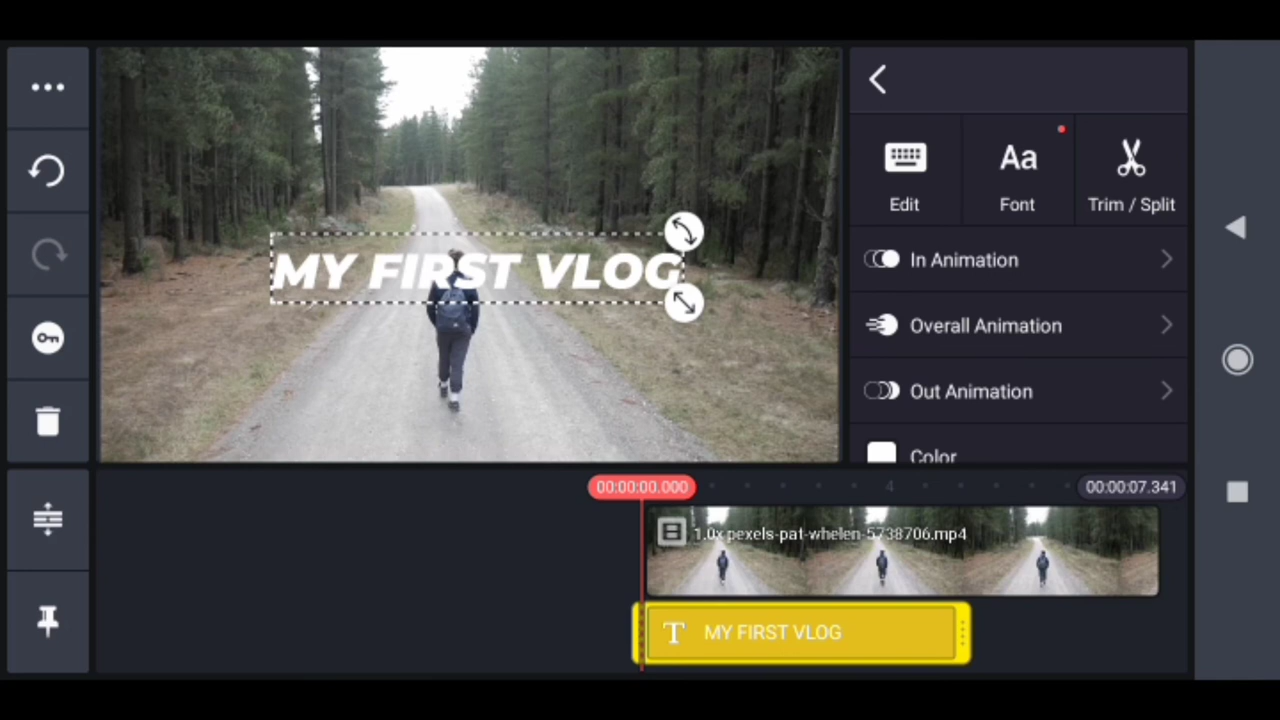 MY FIRST VLOG
Aa
Edit
Font
Trim / Split
In Animation
Overall Animation
Out Animation
Color
00:00:00.000
4
00:00:07.341
1.0x pexels-pat-whelen-5738706.mp4
T MY FIRST VLOG